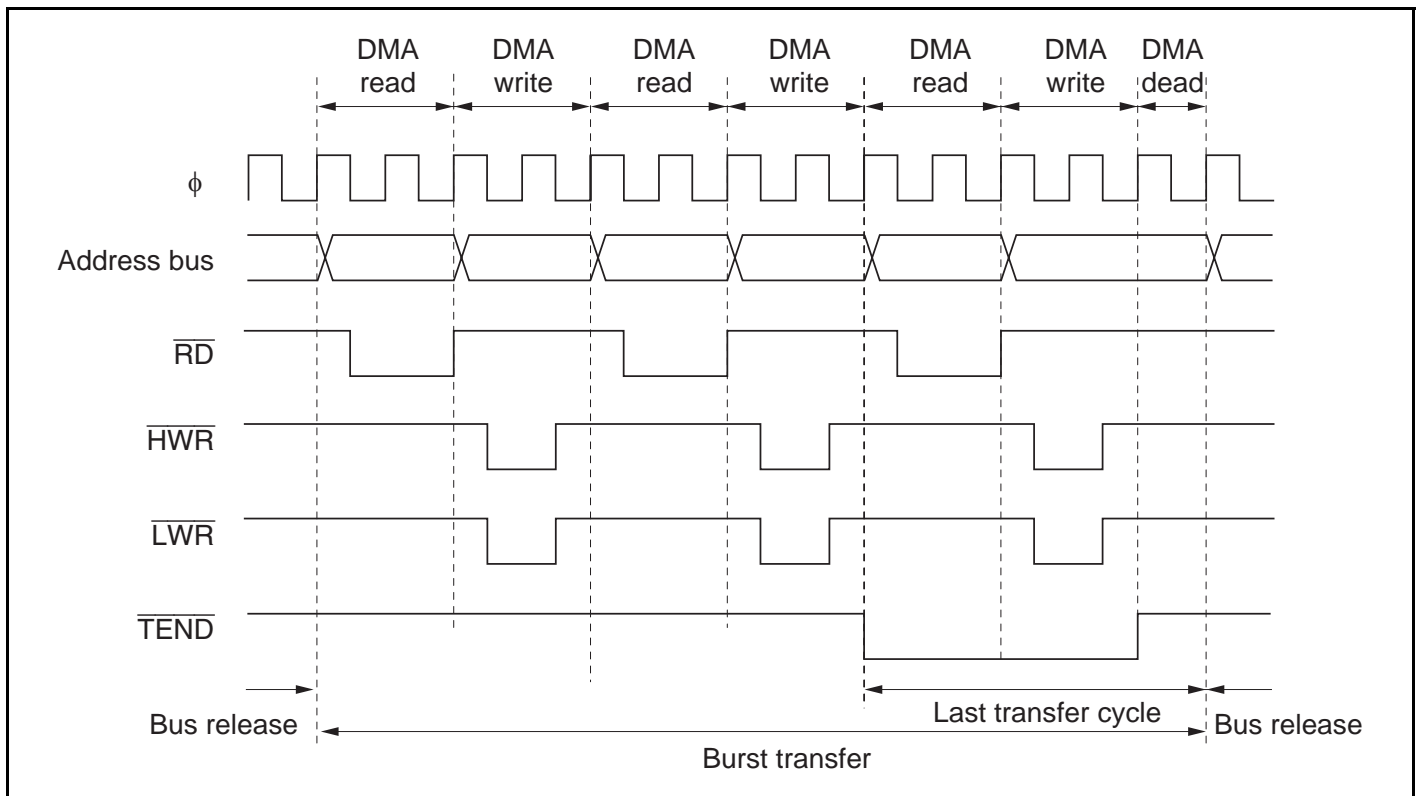 DMA read
DMA write
DMA read
DMA write
DMA read
DMA write
DMA dead
ϕ
Address bus
RD
HWR
LWR
TEND
Bus release
Last transfer cycle
Bus release
Burst transfer